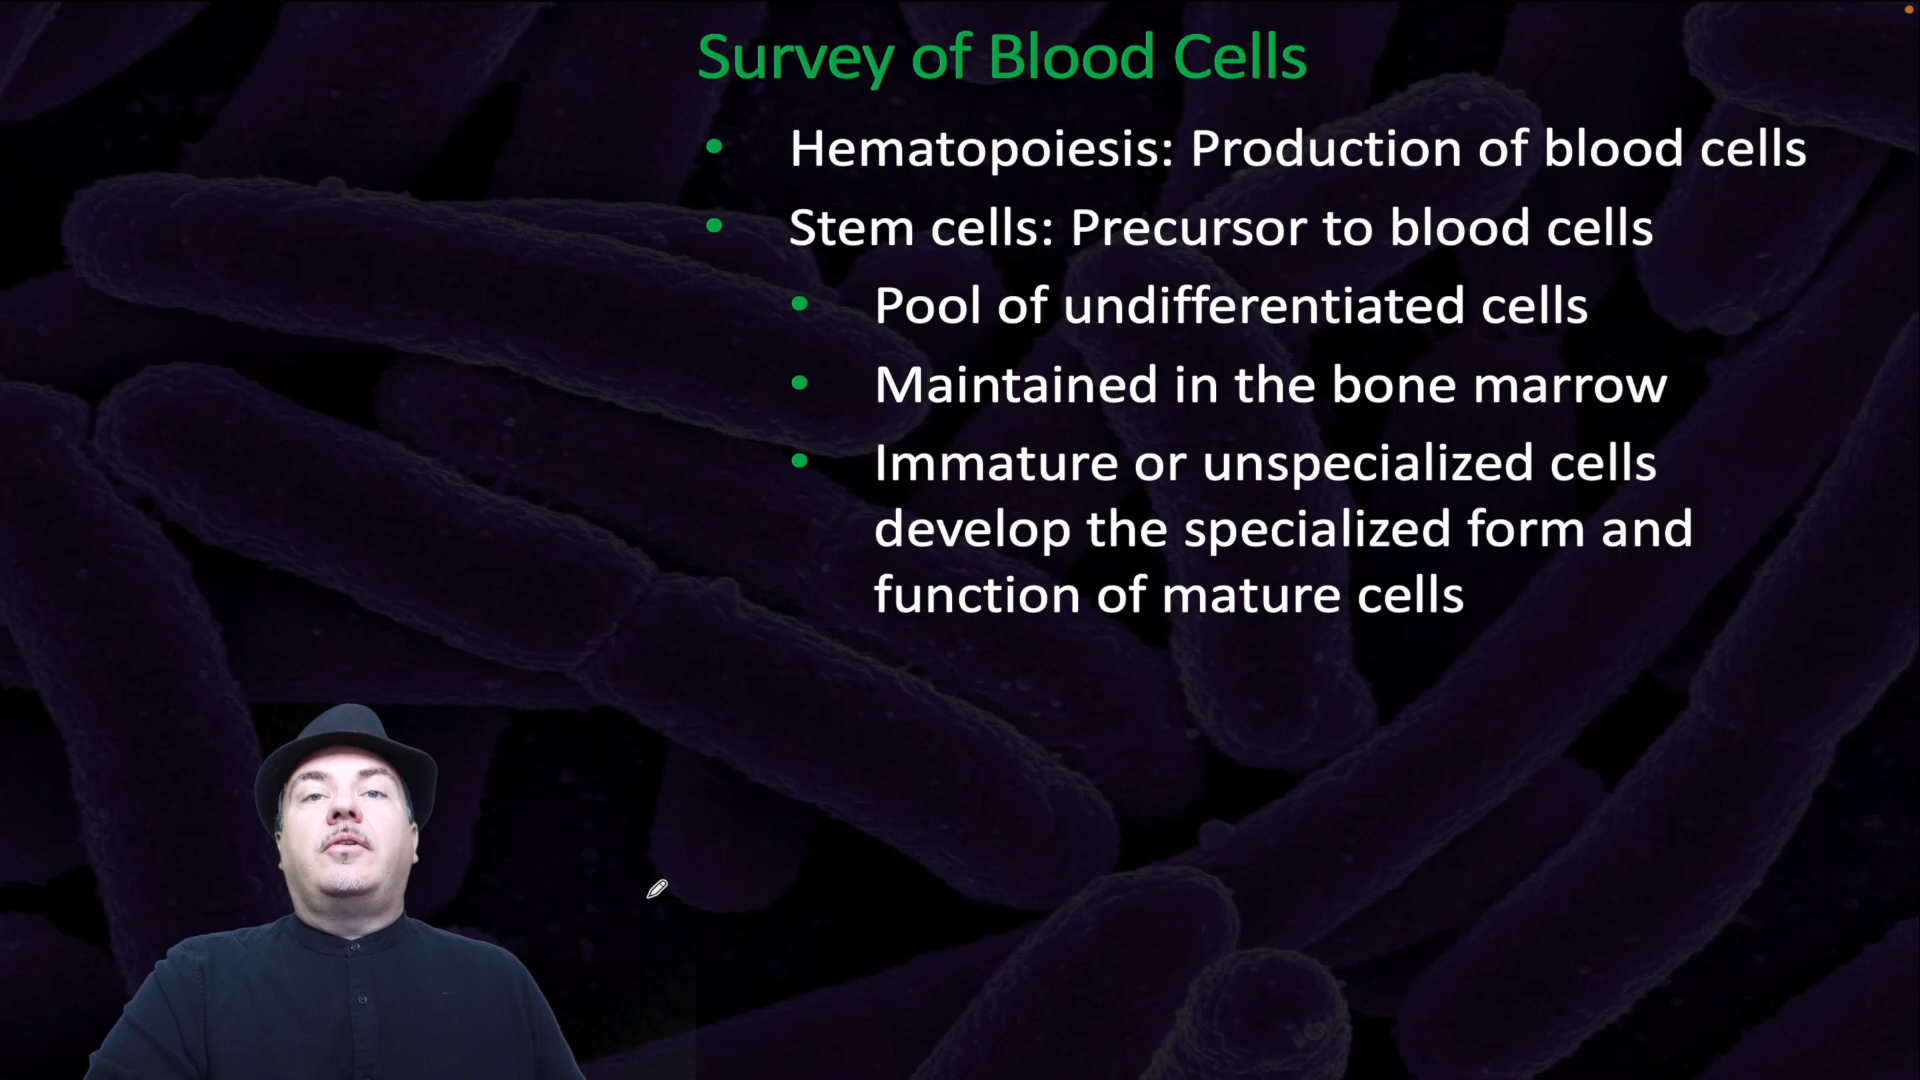 Survey of Blood Cells
• Hematopoiesis: Production of blood cells
• Stem cells: Precursor to blood cells
• Pool of undifferentiated cells
• Maintained in the bone marrow
• Immature or unspecialized cells
develop the specialized form and
function of mature cells